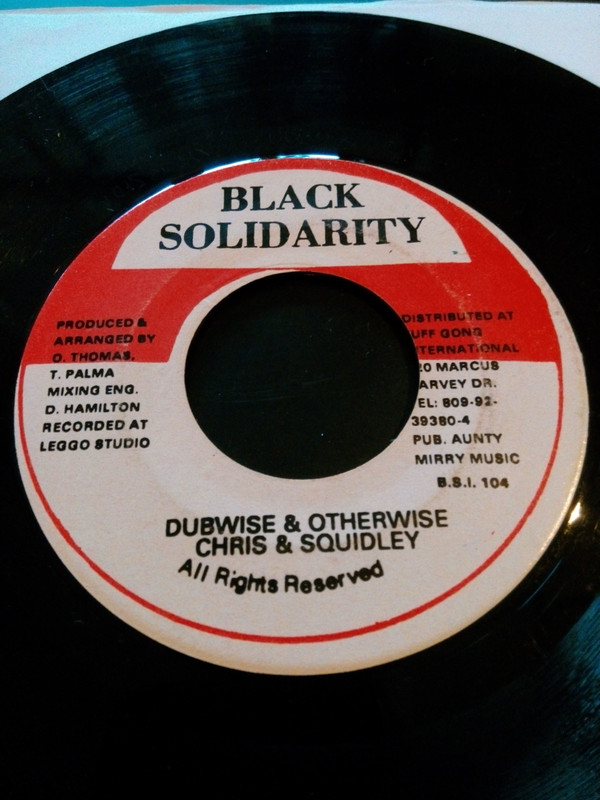 BLACK
SOLIDARITY
PRODUCED &
ARRANGED BY
O. THOMAS,
T. PALMA
MIXING ENG.
D. HAMILTON
RECORDED AT
LEGGO STUDIO
DISTRIBUTED AT
UFF GONG
TERNATIONAL
20 MARCUS
ARVEY DR.
EL: 809-92-
39380-4
PUB. AUNTY
MIRRY MUSIC
B.S.I. 104
DUBWISE & OTHERWISE
CHRIS & SQUIDLEY
All Rights Reserved